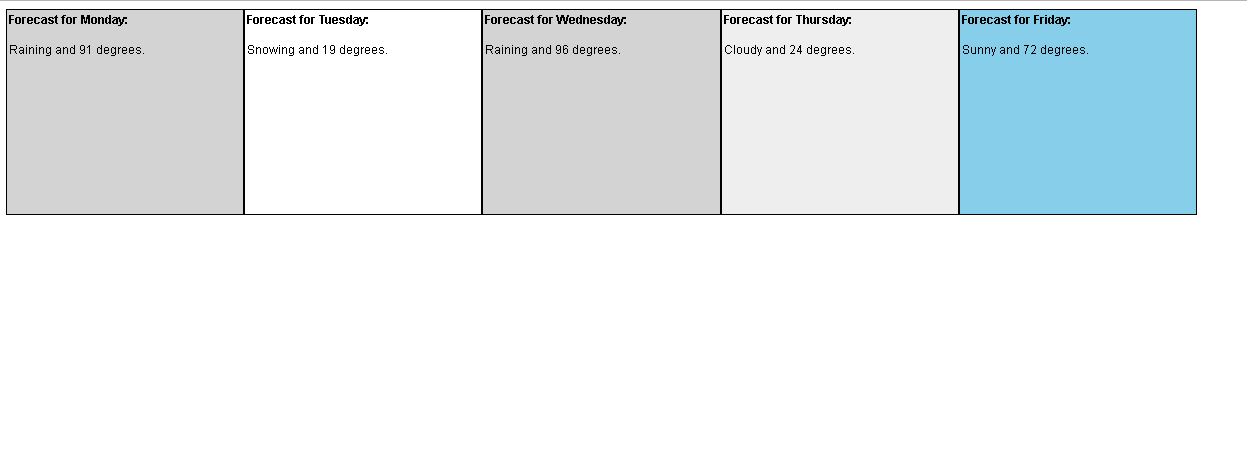 Forecast for Monday:
Raining and 91 degrees.
Forecast for Tuesday:
Snowing and 19 degrees.
Forecast for Wednesday:
Raining and 96 degrees.
Forecast for Thursday:
Cloudy and 24 degrees.
Forecast for Friday:
Sunny and 72 degrees.